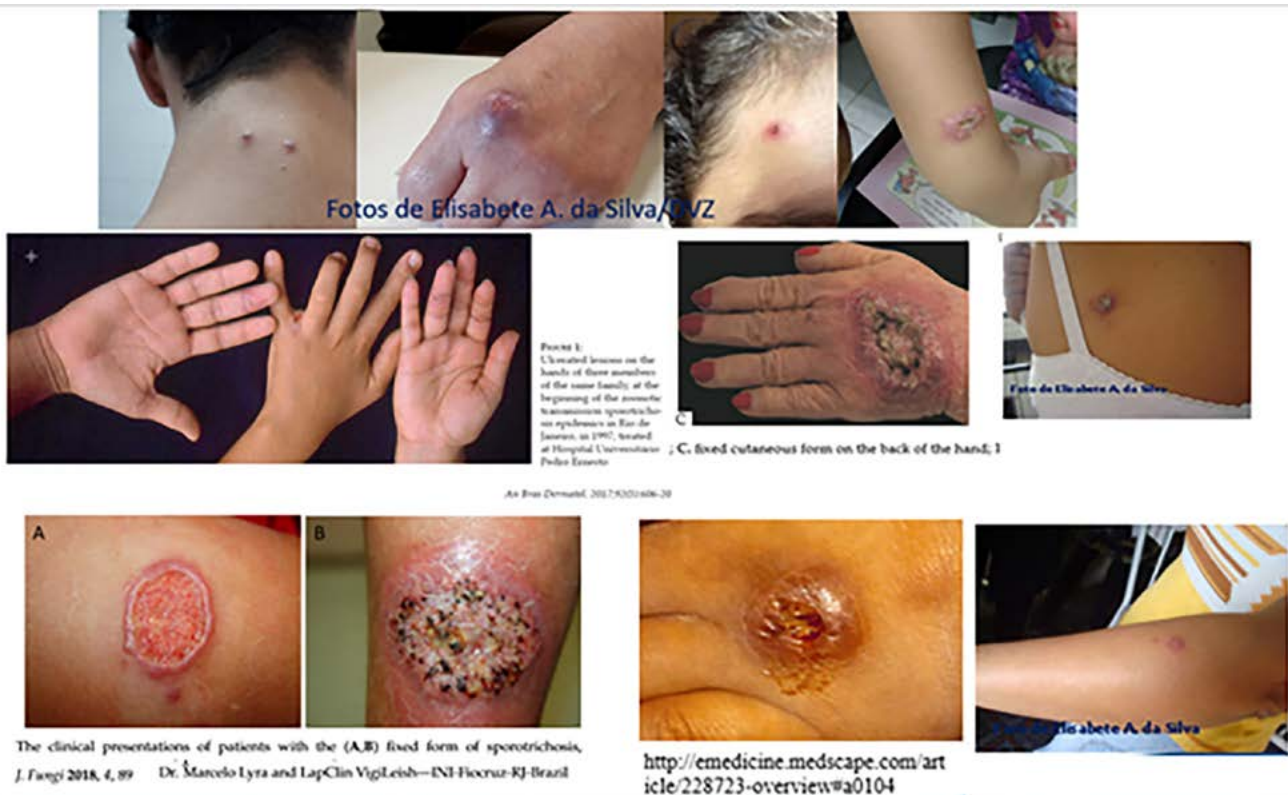 Fotos de Elisabete A. da Silva/DVZ
FIGURE 1:
Ulcerated lesions on the
hands of three members
of the same family, at the
beginning of the zoonotic
transmission sporotricho-
sis epidemics in Rio de
Janeiro, in 1997, treated
at Hospital Universitário
Pedro Ernesto
C
; C. fixed cutaneous form on the back of the hand; 1
Foto de Elisabete A. da Silva
An Bras Dermatol. 2017;92(5):606-20
A
B
The clinical presentations of patients with the (A,B) fixed form of sporotrichosis,
J. Fungi 2018, 4, 89 Dr. Marcelo Lyra and LapClin VigiLeish—INI-Fiocruz-RJ-Brazil
http://emedicine.medscape.com/art
icle/228723-overview#a0104
Foto de Elisabete A. da Silva